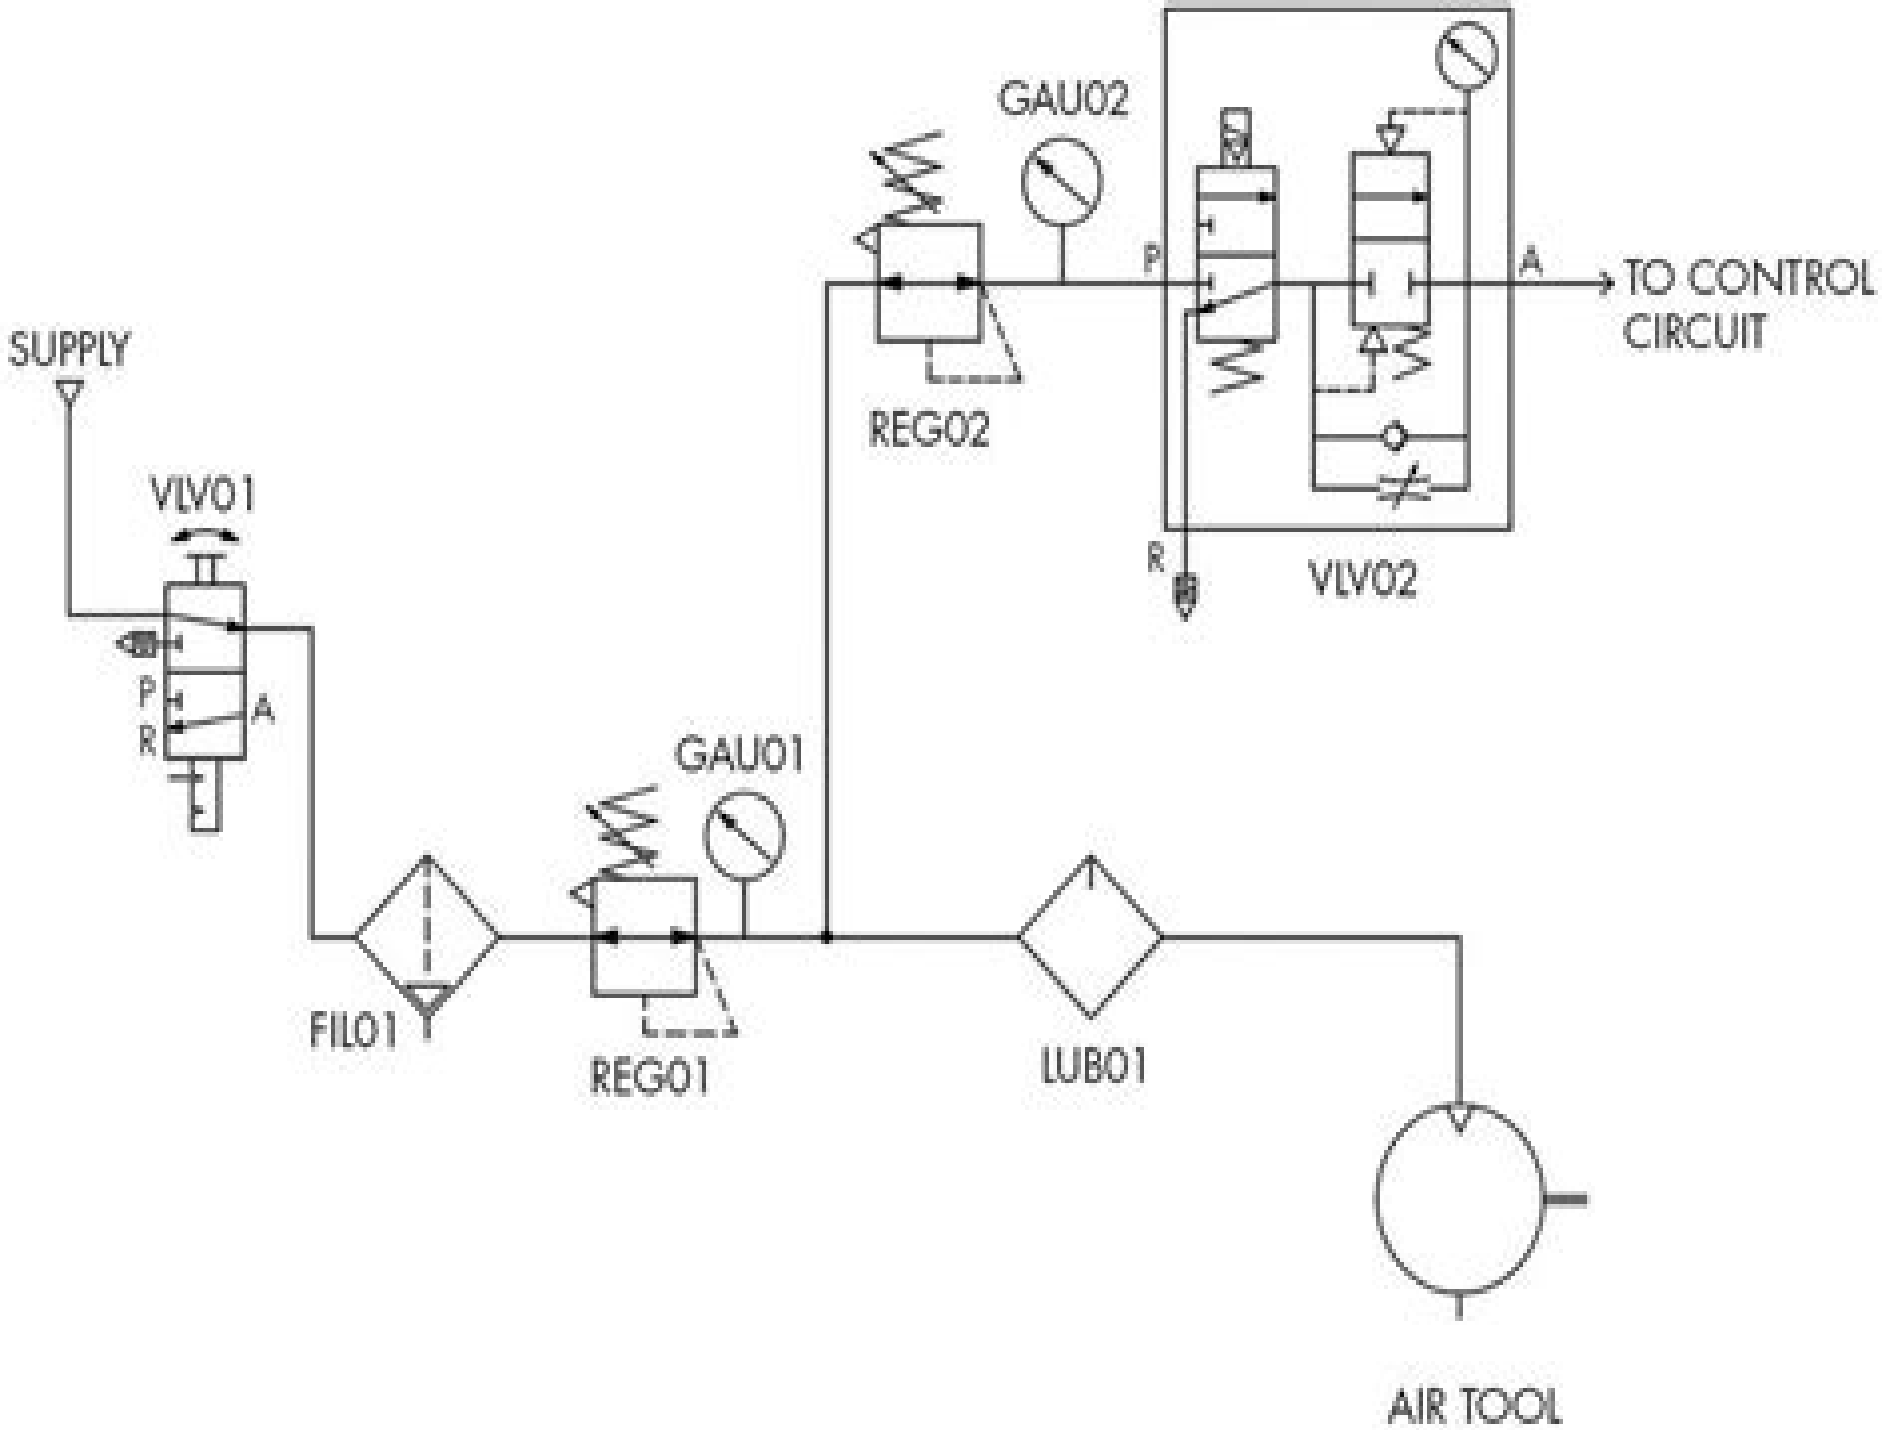 GAU02
P
A
TO CONTROL
CIRCUIT
SUPPLY
REG02
VLV01
R
VLV02
P
A
R
GAU01
FIL01
REG01
LUB01
AIR TOOL